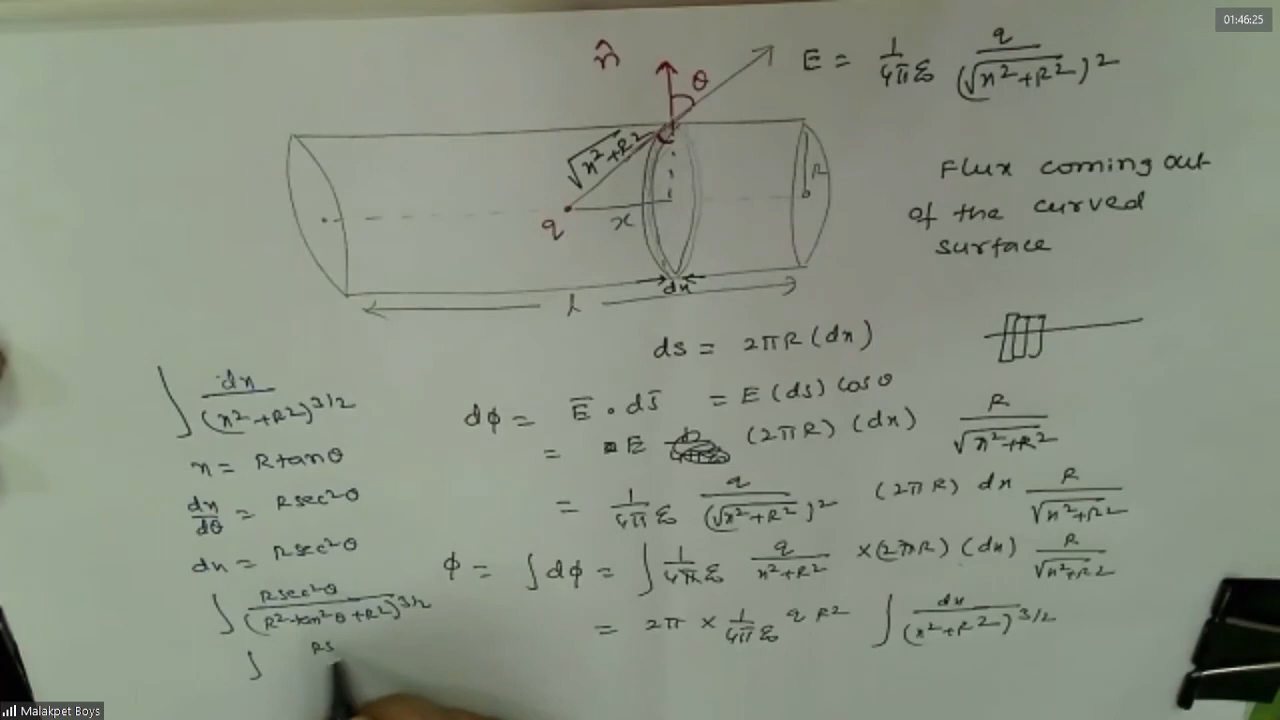 01:46:25
n̂
θ
E = 1/4πε q/(√x²+R²)²
√x²+R²
R
q
x
Flux coming out
of the curved
surface
dx
l
ds = 2πR (dx)
∫ dx/(x²+R²)^3/2
x = R tanθ
dx/dθ = R sec²θ
dx = R sec²θ
∫ R sec²θ/(R² tan²θ + R²)^3/2
∫ RS
dϕ = E̅ • ds̅ = E (ds) cosθ
= E (2πR) (dx) R/√x²+R²
= 1/4πε q/(√x²+R²)² (2πR) dx R/√x²+R²
ϕ = ∫dϕ = ∫ 1/4πε q/x²+R² ×(2πR) (dx) R/√x²+R²
= 2π × 1/4πε q R² ∫ dx/(x²+R²)^3/2
Malakpet Boys